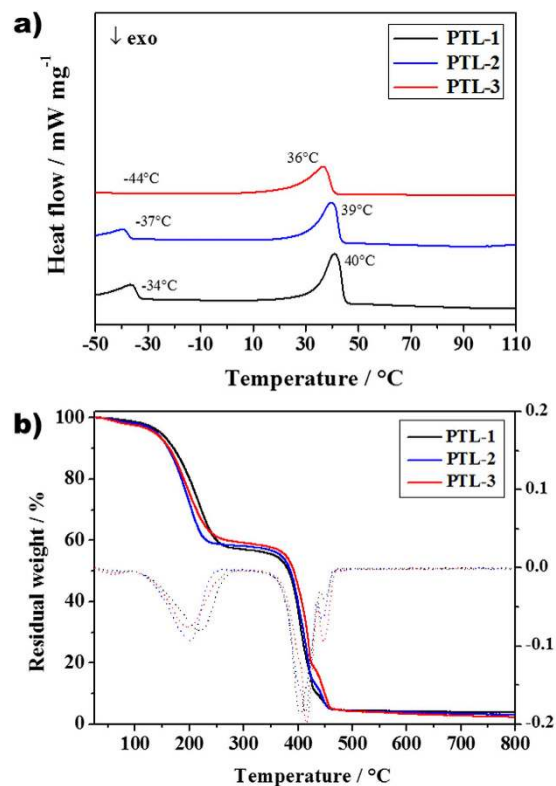 a)
↓ exo
PTL-1
PTL-2
PTL-3
Heat flow / mW mg⁻¹
-44°C
36°C
-37°C
39°C
-34°C
40°C
-50 -30 -10 10 30 50 70 90 110
Temperature / °C
b)
PTL-1
PTL-2
PTL-3
Residual weight / %
100
80
60
40
20
0
0.2
0.1
0.0
-0.1
-0.2
100 200 300 400 500 600 700 800
Temperature / °C